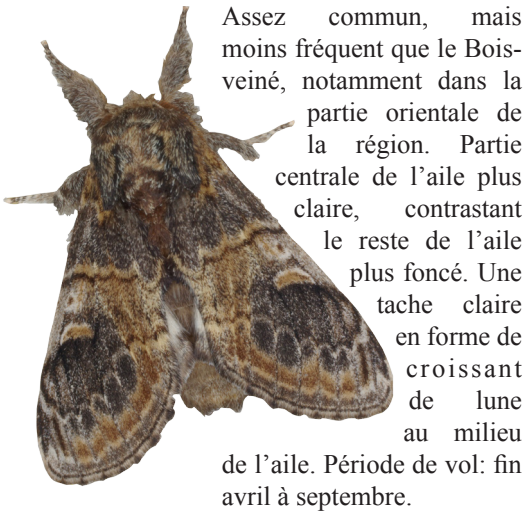 Assez commun, mais
moins fréquent que le Bois-
veiné, notamment dans la
partie orientale de
la région. Partie
centrale de l’aile plus
claire, contrastant
le reste de l’aile
plus foncé. Une
tache claire
en forme de
croissant
de lune
au milieu
de l’aile. Période de vol: fin
avril à septembre.